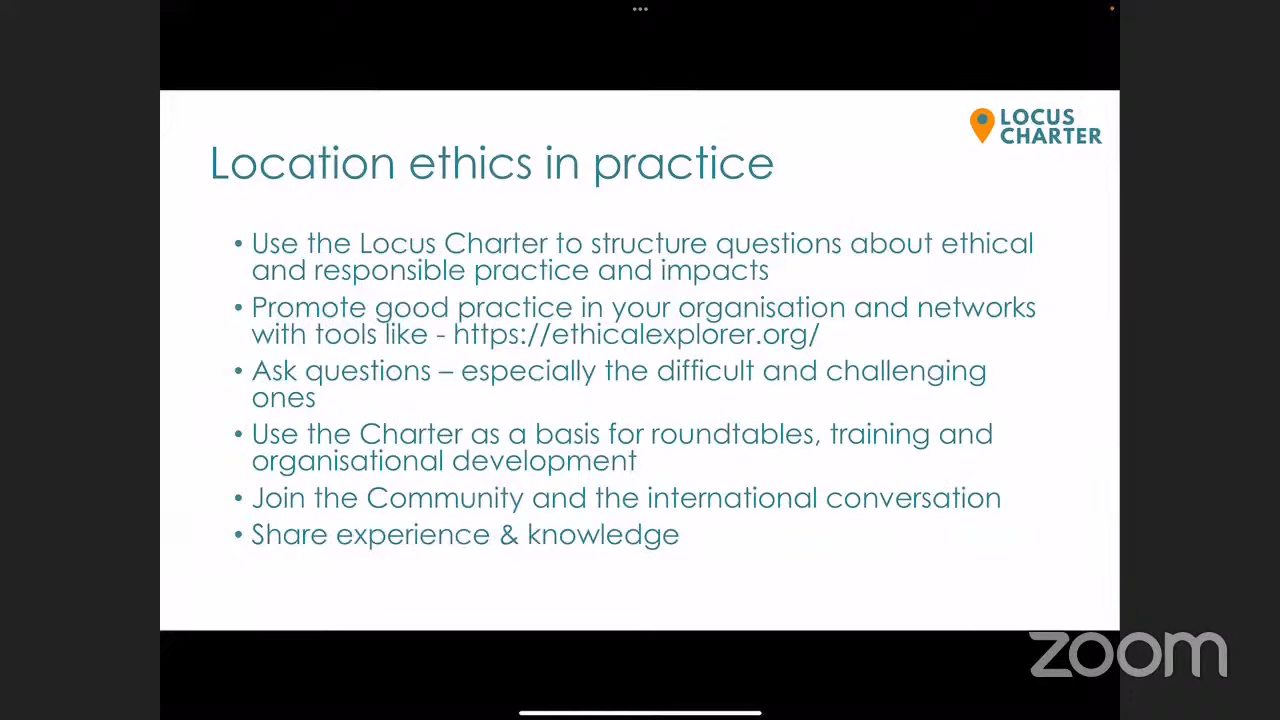 LOCUS
CHARTER
Location ethics in practice
• Use the Locus Charter to structure questions about ethical
and responsible practice and impacts
• Promote good practice in your organisation and networks
with tools like - https://ethicalexplorer.org/
• Ask questions – especially the difficult and challenging
ones
• Use the Charter as a basis for roundtables, training and
organisational development
• Join the Community and the international conversation
• Share experience & knowledge
zoom